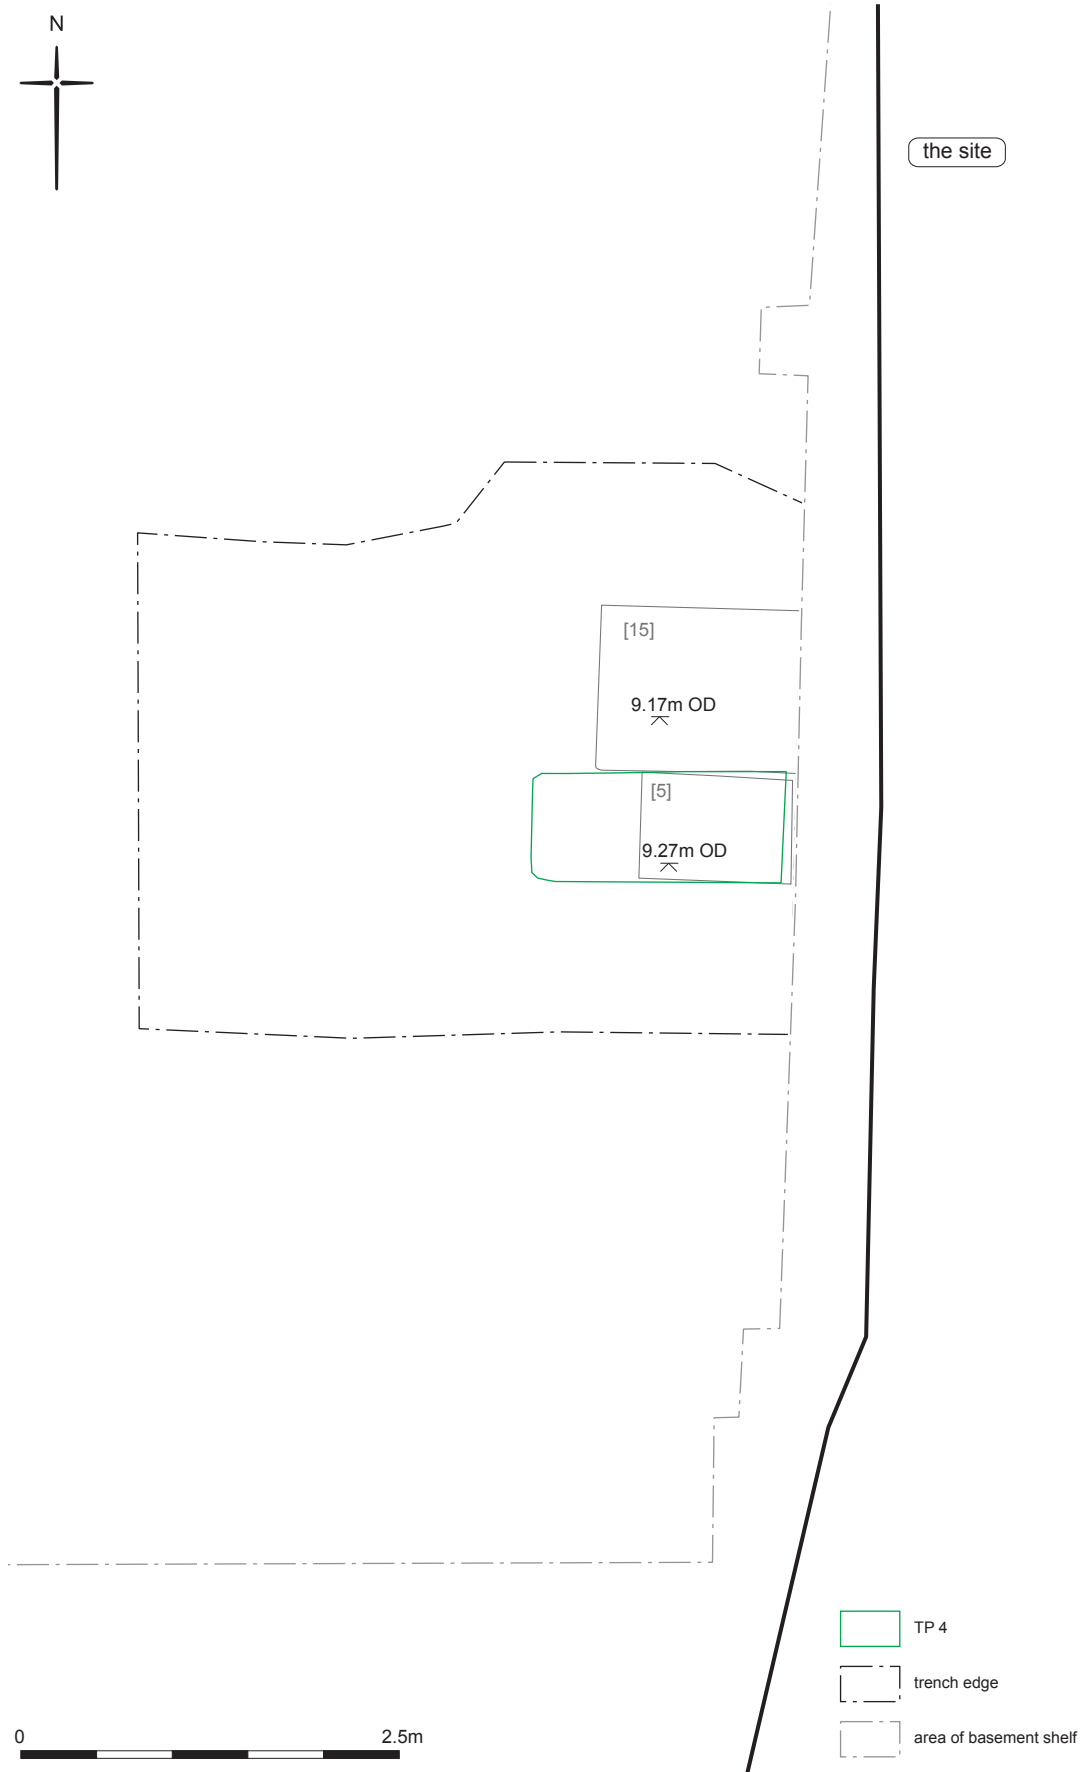 N
the site
[15]
9.17m OD
[5]
9.27m OD
TP 4
trench edge
area of basement shelf
0 2.5m